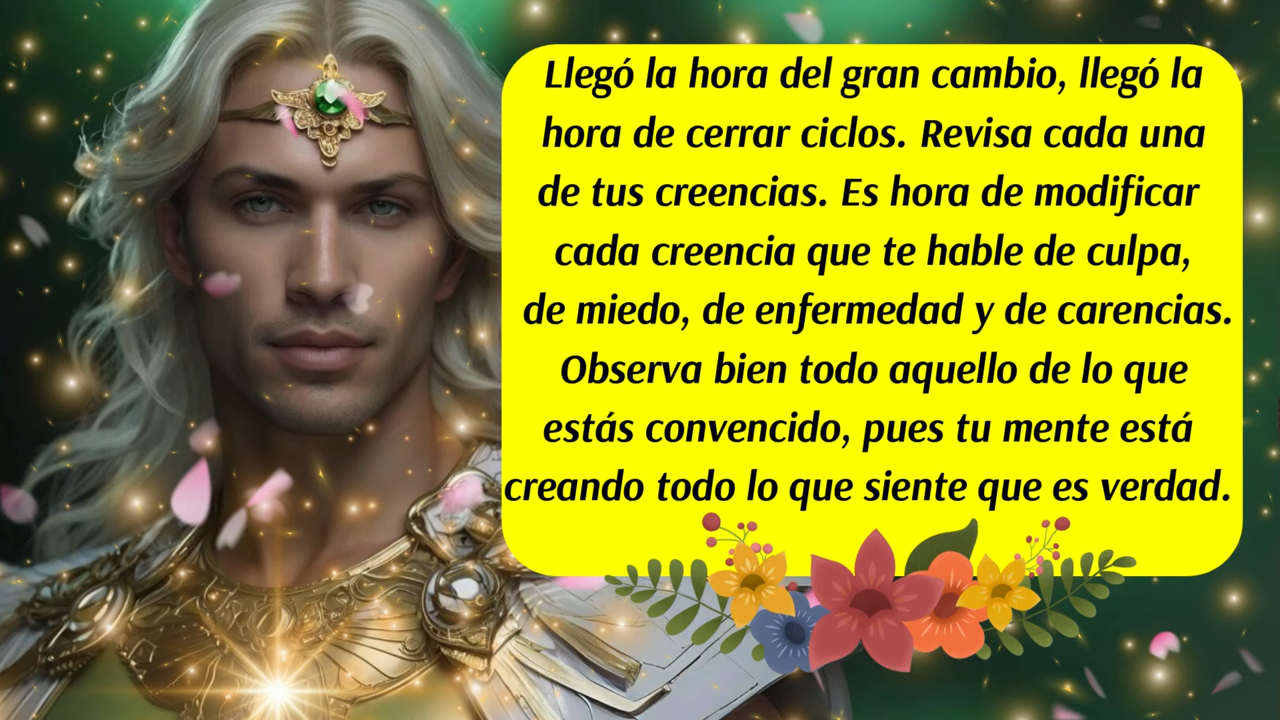 Llegó la hora del gran cambio, llegó la
hora de cerrar ciclos. Revisa cada una
de tus creencias. Es hora de modificar
cada creencia que te hable de culpa,
de miedo, de enfermedad y de carencias.
Observa bien todo aquello de lo que
estás convencido, pues tu mente está
creando todo lo que siente que es verdad.